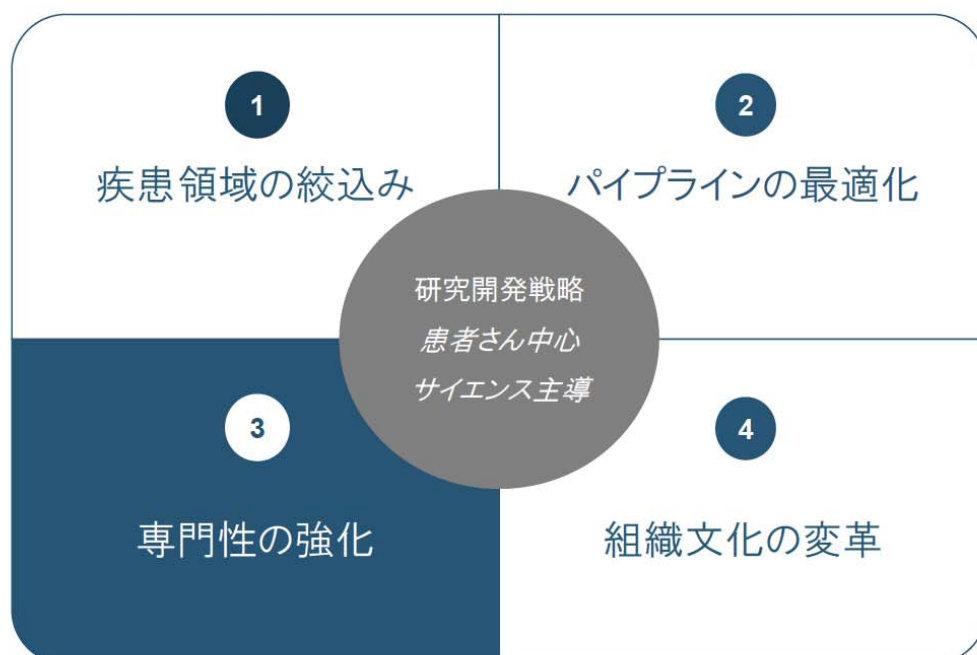 1
疾患領域の絞込み
2
パイプラインの最適化
研究開発戦略
患者さん中心
サイエンス主導
3
専門性の強化
4
組織文化の変革